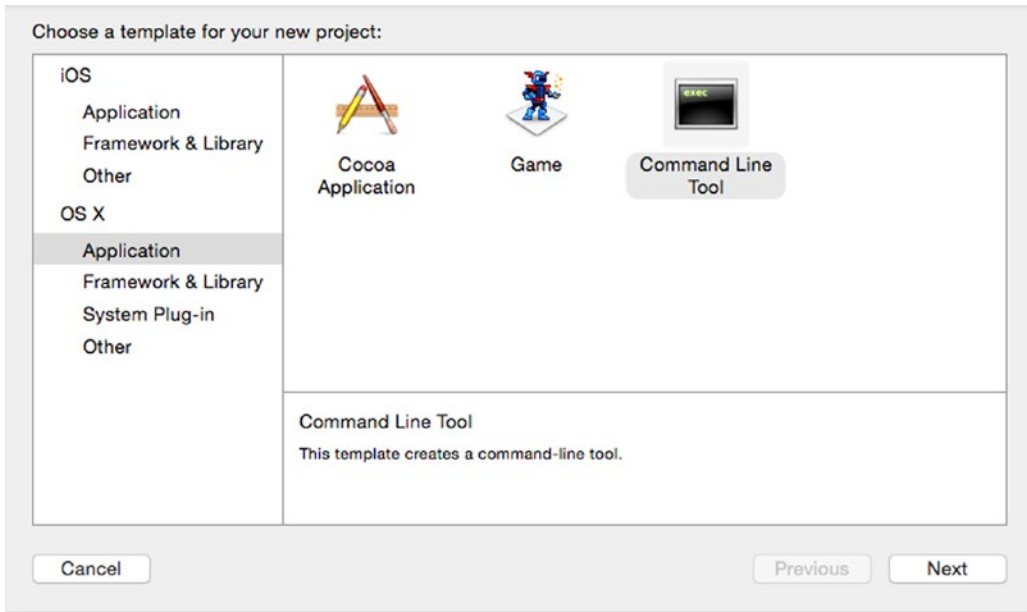 Choose a template for your new project:
iOS
Application
Framework & Library
Other
OS X
Application
Framework & Library
System Plug-in
Other
Cocoa
Application
Game
exec
Command Line
Tool
Command Line Tool
This template creates a command-line tool.
Cancel
Previous
Next